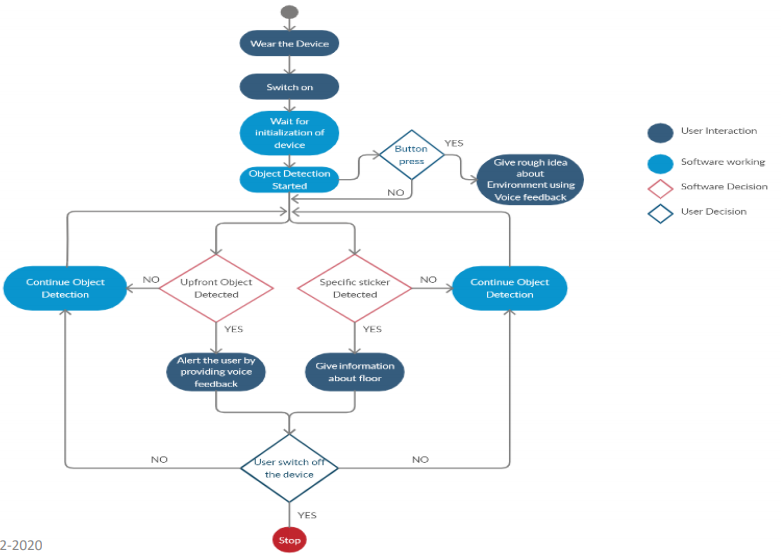 Wear the Device
Switch on
Wait for
initialization of
device
Object Detection
Started
Button
press
YES
NO
Give rough idea
about
Environment using
Voice feedback
User Interaction
Software working
Software Decision
User Decision
Continue Object
Detection
NO
Upfront Object
Detected
YES
Specific sticker
Detected
NO
YES
Continue Object
Detection
Alert the user by
providing voice
feedback
Give information
about floor
NO
User switch off
the device
NO
YES
Stop
2-2020